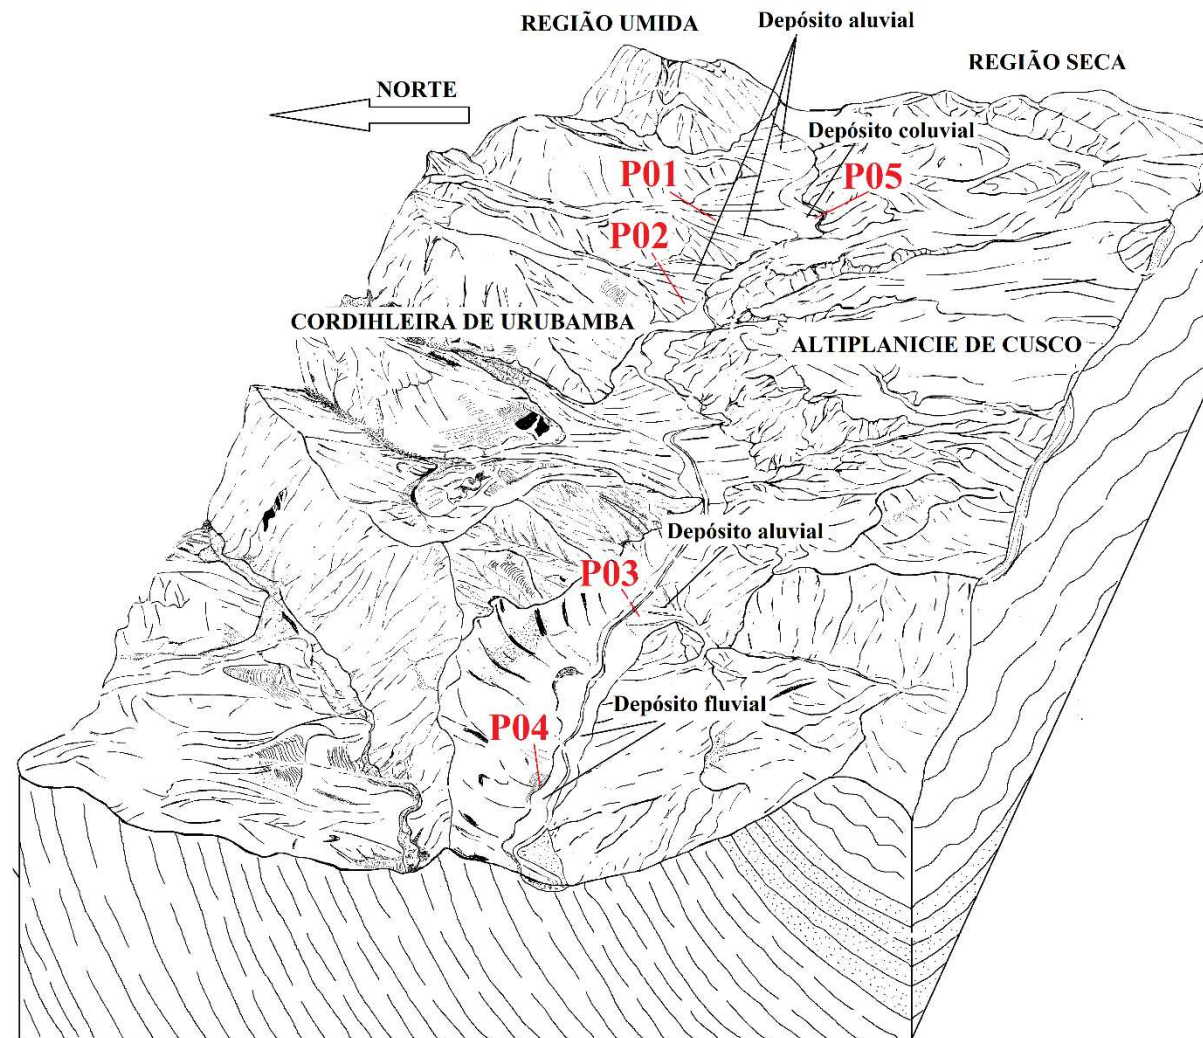 REGIÃO UMIDA
Depósito aluvial
REGIÃO SECA
NORTE
Depósito coluvial
P01
P05
P02
CORDIHLEIRA DE URUBAMBA
ALTIPLANICIE DE CUSCO
Depósito aluvial
P03
Depósito fluvial
P04